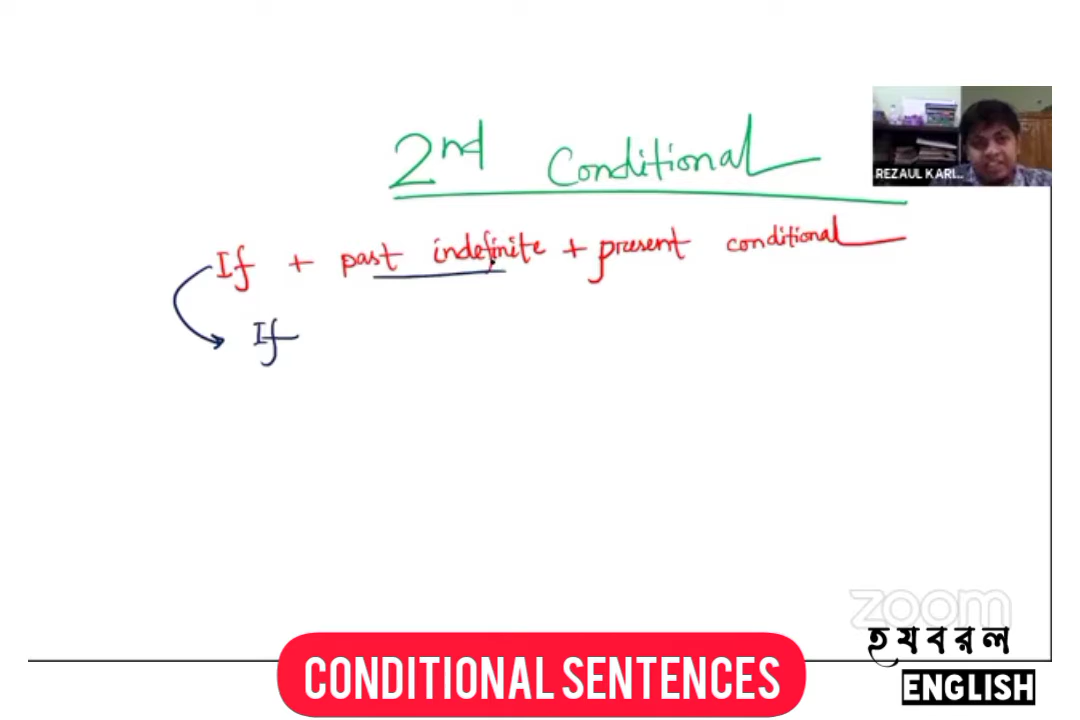 2nd Conditional
REZAUL KARI...
If + past indefinite + present conditional
If
zoom
হযবরল
ENGLISH
CONDITIONAL SENTENCES